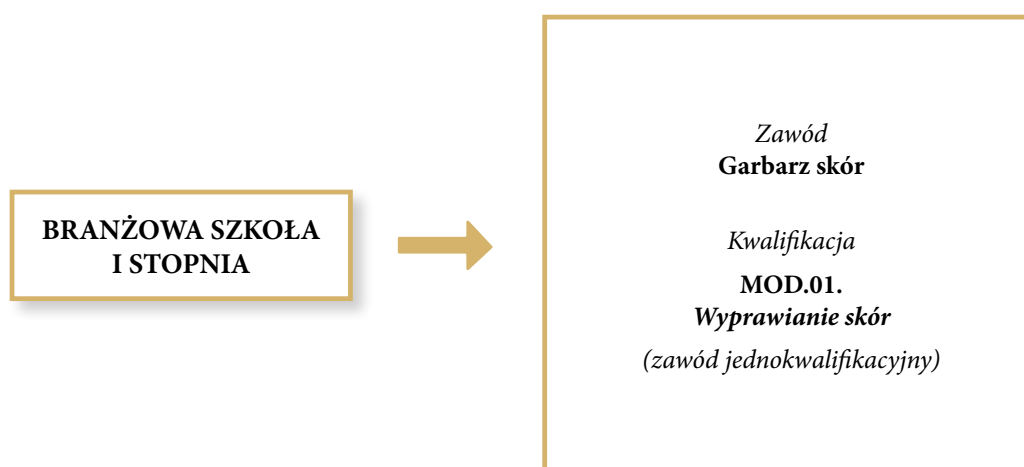 BRANŻOWA SZKOŁA
I STOPNIA
Zawód
Garbarz skór
Kwalifikacja
MOD.01.
Wyprawianie skór
(zawód jednokwalifikacyjny)